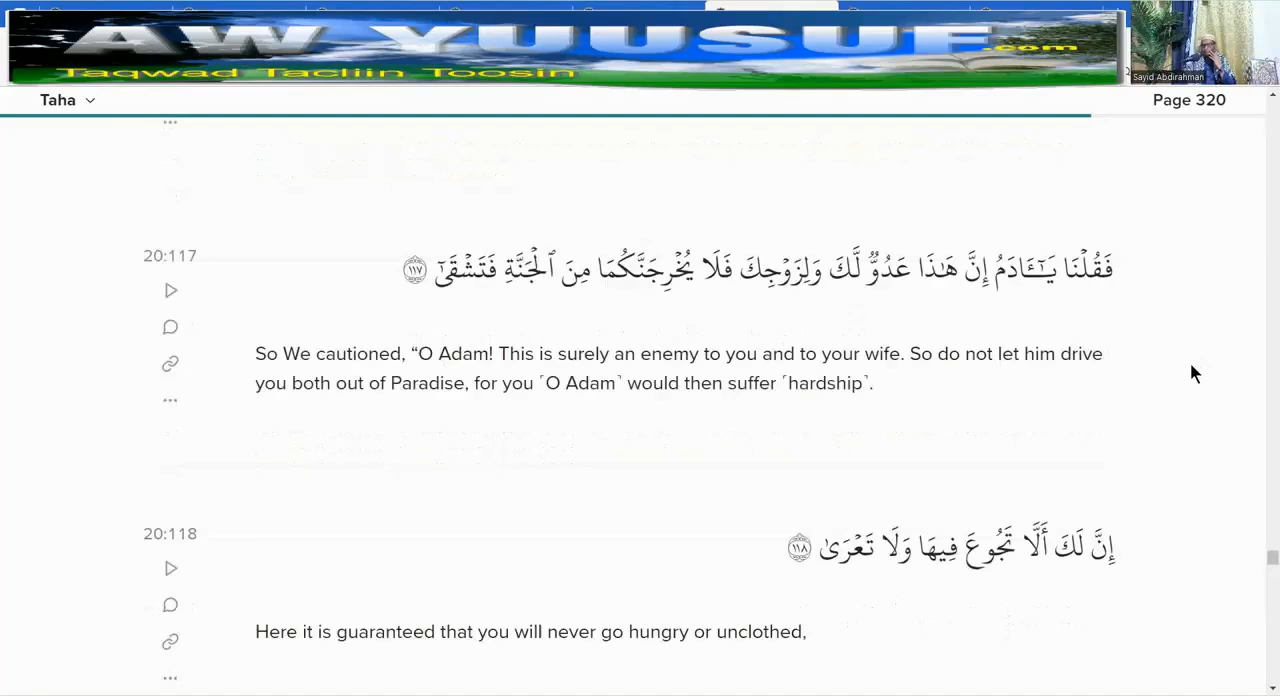 AW YUUSUF.com
Taqwad Tacliin Toosin
Sayid Abdirahman
Taha
Page 320
20:117
فَقُلْنَا يَـٰٓـَٔادَمُ إِنَّ هَـٰذَا عَدُوٌّ لَّكَ وَلِزَوْجِكَ فَلَا يُخْرِجَنَّكُمَا مِنَ ٱلْجَنَّةِ فَتَشْقَىٰٓ ١١٧
So We cautioned, “O Adam! This is surely an enemy to you and to your wife. So do not let him drive
you both out of Paradise, for you ˹O Adam˺ would then suffer ˹hardship˺.
20:118
إِنَّ لَكَ أَلَّا تَجُوعَ فِيهَا وَلَا تَعْرَىٰ ١١٨
Here it is guaranteed that you will never go hungry or unclothed,